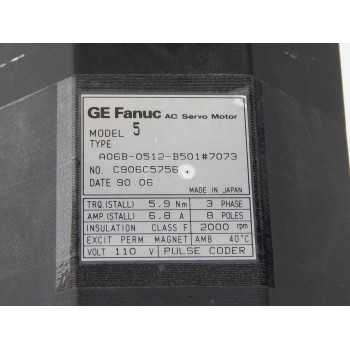 GE Fanuc AC Servo Motor
MODEL 5
TYPE
A06B-0512-B501#7073
NO. C906C5756
DATE 90.06
MADE IN JAPAN
TRQ.(STALL) 5.9 Nm 3 PHASE
AMP.(STALL) 6.8 A 8 POLES
INSULATION CLASS F 2000 rpm
EXCIT PERM MAGNET AMB 40°C
VOLT 110 V PULSE CODER